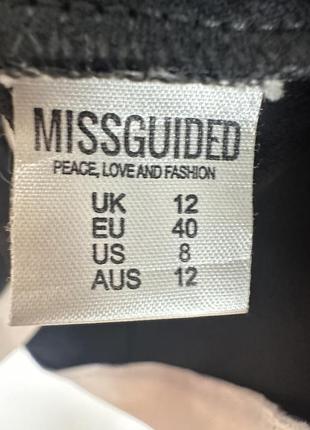 MISSGUIDED
PEACE, LOVE AND FASHION
UK 12
EU 40
US 8
AUS 12